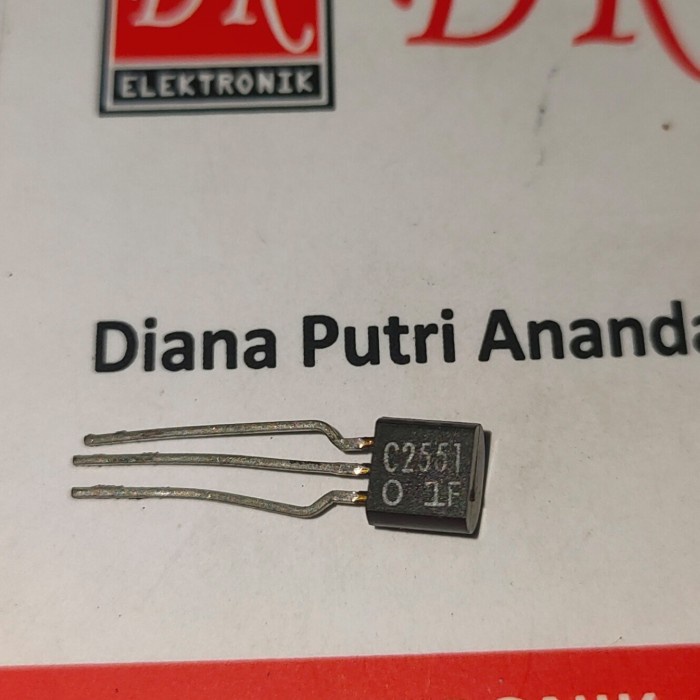 ELEKTRONIK
Diana Putri Ananda
C2551
O 1F